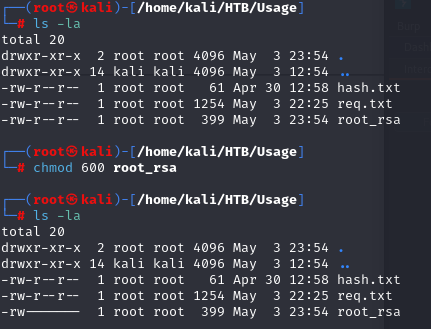 ┌──(root㉿kali)-[/home/kali/HTB/Usage]
└─# ls -la
total 20
drwxr-xr-x  2 root root 4096 May  3 23:54 .
drwxr-xr-x 14 kali kali 4096 May  3 12:54 ..
-rw-r--r--  1 root root   61 Apr 30 12:58 hash.txt
-rw-r--r--  1 root root 1254 May  3 22:25 req.txt
-rw-r--r--  1 root root  399 May  3 23:54 root_rsa
┌──(root㉿kali)-[/home/kali/HTB/Usage]
└─# chmod 600 root_rsa
┌──(root㉿kali)-[/home/kali/HTB/Usage]
└─# ls -la
total 20
drwxr-xr-x  2 root root 4096 May  3 23:54 .
drwxr-xr-x 14 kali kali 4096 May  3 12:54 ..
-rw-r--r--  1 root root   61 Apr 30 12:58 hash.txt
-rw-r--r--  1 root root 1254 May  3 22:25 req.txt
-rw-------  1 root root  399 May  3 23:54 root_rsa